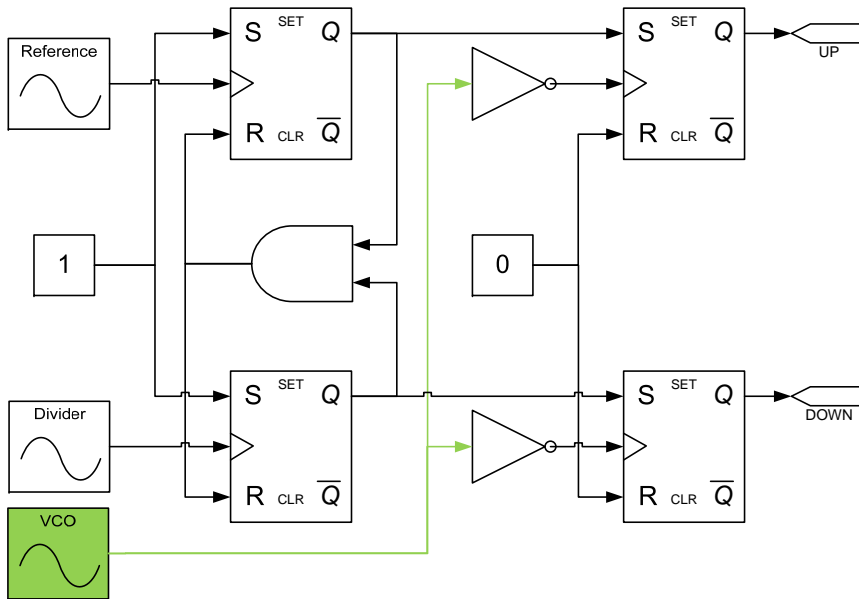 Reference
S SET Q
R CLR Q̅
S SET Q
R CLR Q̅
UP
1
0
Divider
S SET Q
R CLR Q̅
S SET Q
R CLR Q̅
DOWN
VCO